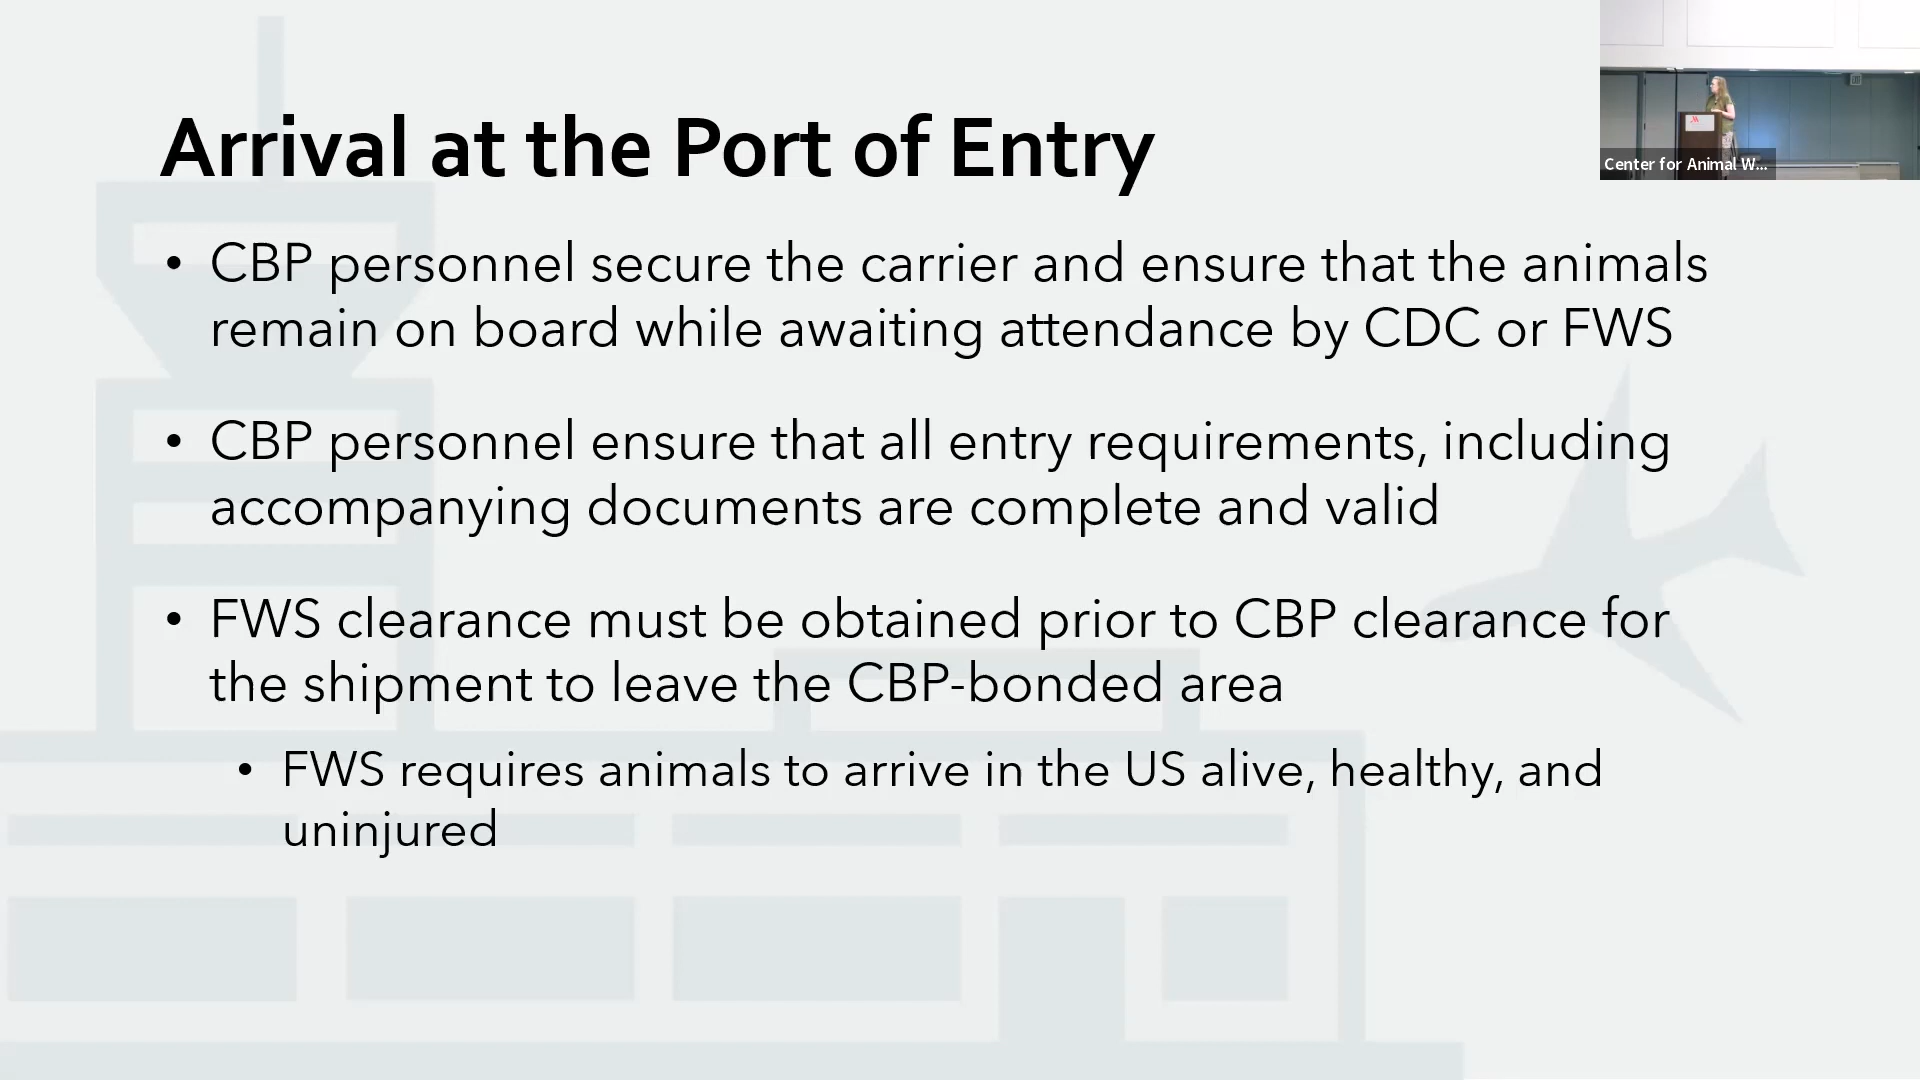 Arrival at the Port of Entry
• CBP personnel secure the carrier and ensure that the animals
remain on board while awaiting attendance by CDC or FWS
• CBP personnel ensure that all entry requirements, including
accompanying documents are complete and valid
• FWS clearance must be obtained prior to CBP clearance for
the shipment to leave the CBP-bonded area
• FWS requires animals to arrive in the US alive, healthy, and
uninjured
Center for Animal W...